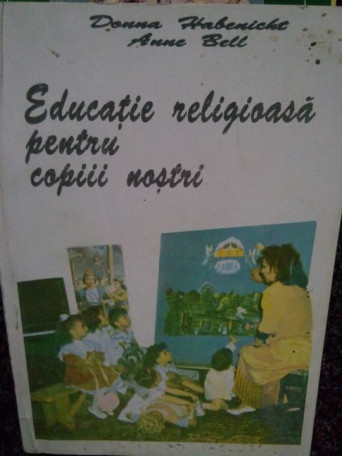 Donna Habenicht
Anne Bell
Educație religioasă
pentru
copiii noștri